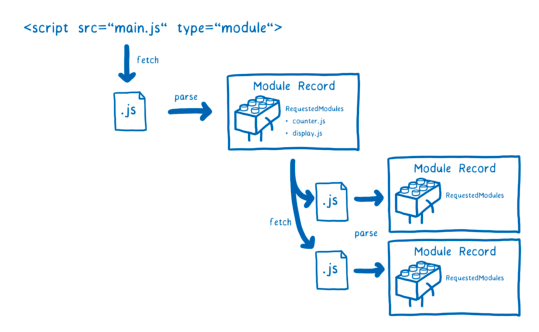 <script src="main.js" type="module">
fetch
.js
parse
Module Record
RequestedModules
• counter.js
• display.js
fetch
.js
parse
Module Record
RequestedModules
.js
Module Record
RequestedModules